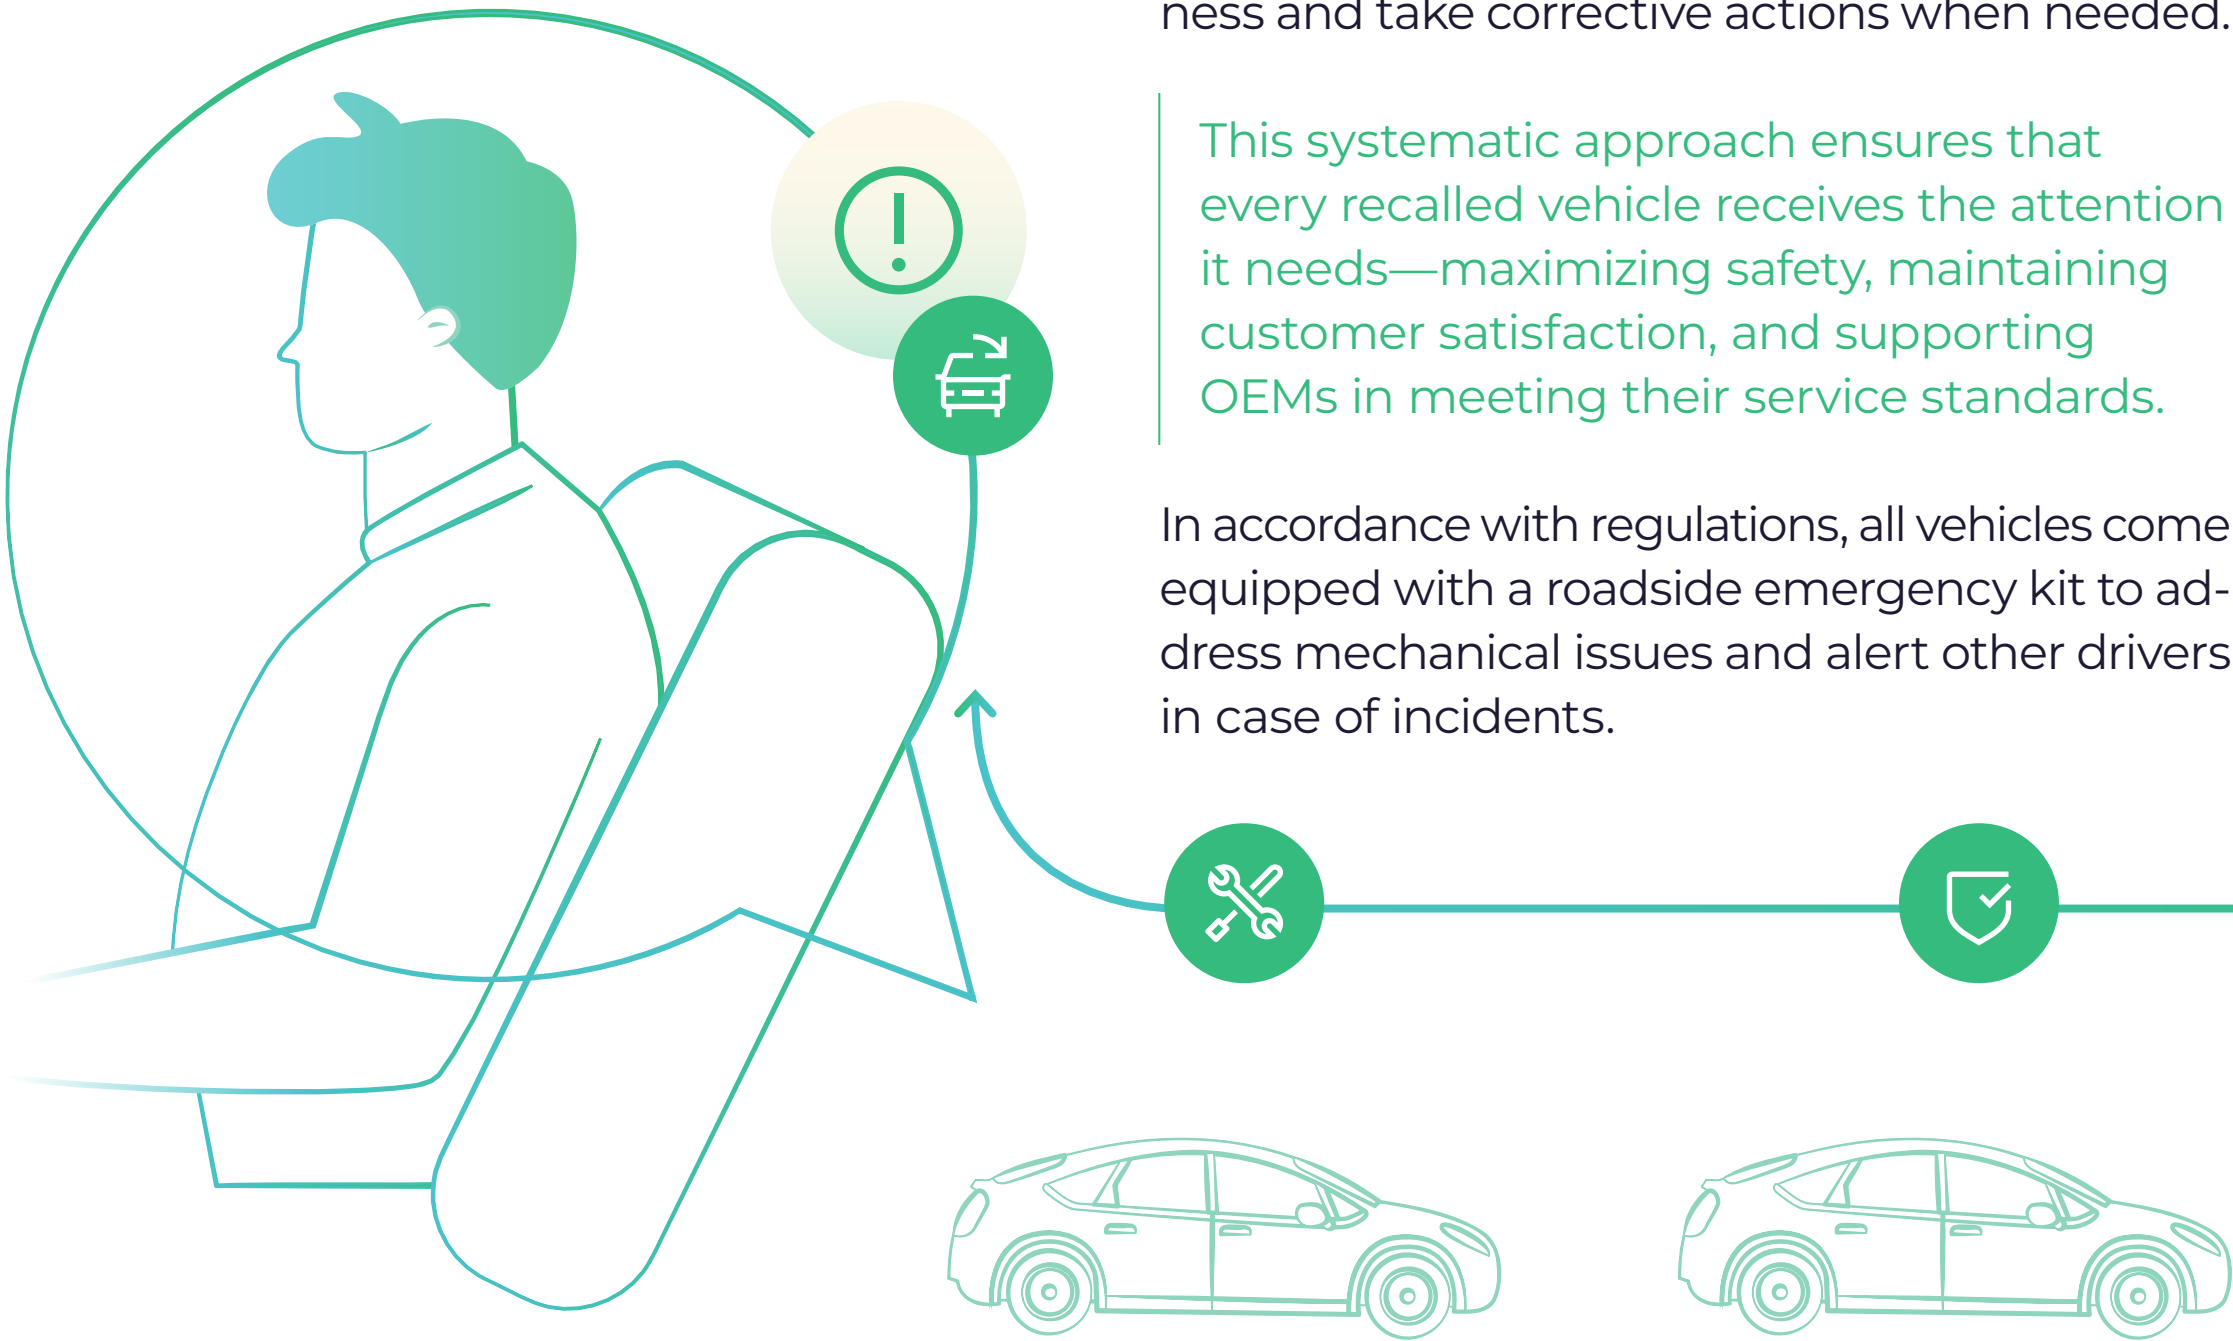 ness and take corrective actions when needed.
This systematic approach ensures that
every recalled vehicle receives the attention
it needs—maximizing safety, maintaining
customer satisfaction, and supporting
OEMs in meeting their service standards.
In accordance with regulations, all vehicles come
equipped with a roadside emergency kit to ad-
dress mechanical issues and alert other drivers
in case of incidents.